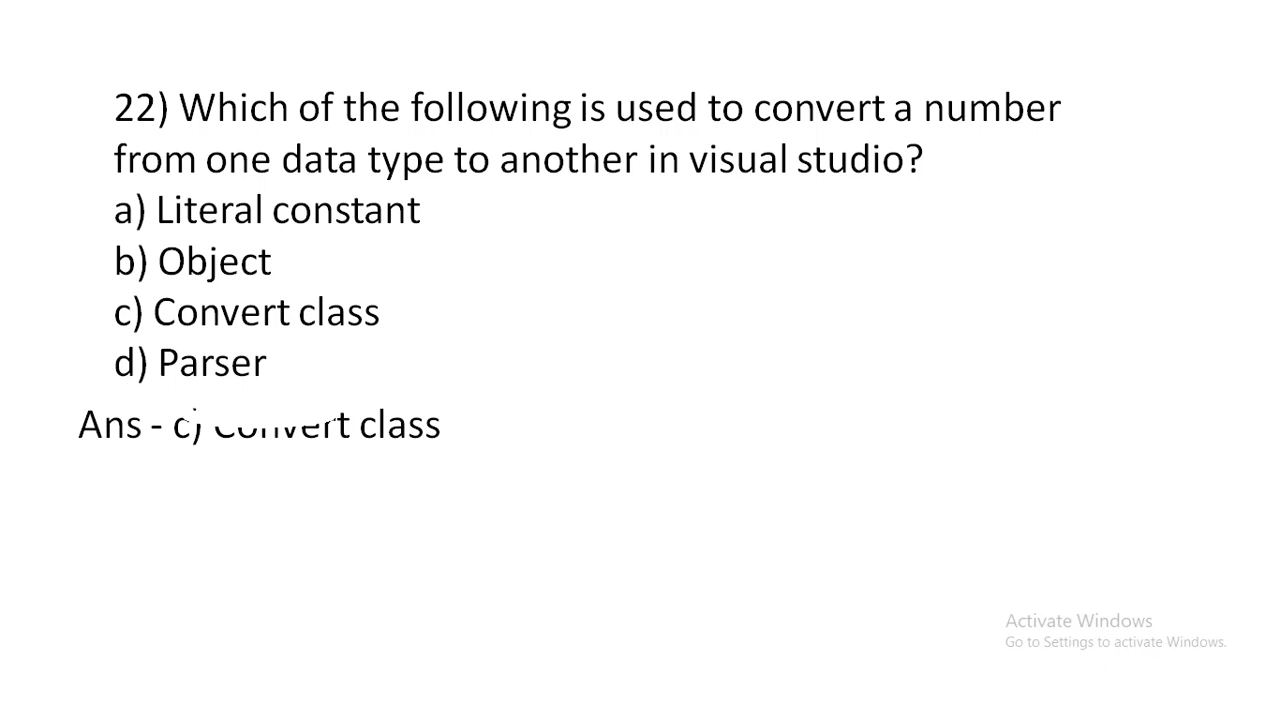 22) Which of the following is used to convert a number
from one data type to another in visual studio?
a) Literal constant
b) Object
c) Convert class
d) Parser
Ans - c) Convert class
Activate Windows
Go to Settings to activate Windows.